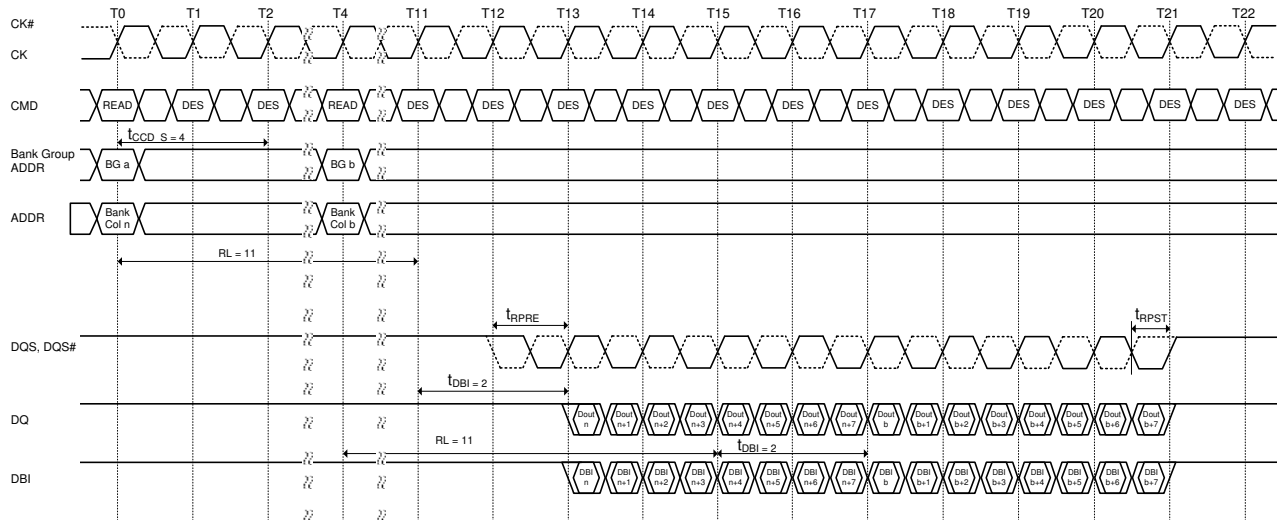 CK#
T0 T1 T2 T4 T11 T12 T13 T14 T15 T16 T17 T18 T19 T20 T21 T22
CK
CMD READ DES DES READ DES DES DES DES DES DES DES DES DES DES DES DES
tCCD_S = 4
Bank Group
ADDR
BG a BG b
ADDR
Bank
Col n
Bank
Col b
RL = 11
tRPRE tRPST
DQS, DQS#
tDBI = 2
DQ
Dout
n
Dout
n+1
Dout
n+2
Dout
n+3
Dout
n+4
Dout
n+5
Dout
n+6
Dout
n+7
Dout
b
Dout
b+1
Dout
b+2
Dout
b+3
Dout
b+4
Dout
b+5
Dout
b+6
Dout
b+7
RL = 11 tDBI = 2
DBI
DBI
n
DBI
n+1
DBI
n+2
DBI
n+3
DBI
n+4
DBI
n+5
DBI
n+6
DBI
n+7
DBI
b
DBI
b+1
DBI
b+2
DBI
b+3
DBI
b+4
DBI
b+5
DBI
b+6
DBI
b+7